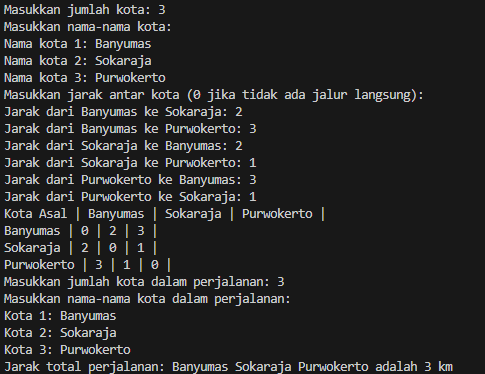 Masukkan jumlah kota: 3
Masukkan nama-nama kota:
Nama kota 1: Banyumas
Nama kota 2: Sokaraja
Nama kota 3: Purwokerto
Masukkan jarak antar kota (0 jika tidak ada jalur langsung):
Jarak dari Banyumas ke Sokaraja: 2
Jarak dari Banyumas ke Purwokerto: 3
Jarak dari Sokaraja ke Banyumas: 2
Jarak dari Sokaraja ke Purwokerto: 1
Jarak dari Purwokerto ke Banyumas: 3
Jarak dari Purwokerto ke Sokaraja: 1
Kota Asal | Banyumas | Sokaraja | Purwokerto |
Banyumas | 0 | 2 | 3 |
Sokaraja | 2 | 0 | 1 |
Purwokerto | 3 | 1 | 0 |
Masukkan jumlah kota dalam perjalanan: 3
Masukkan nama-nama kota dalam perjalanan:
Kota 1: Banyumas
Kota 2: Sokaraja
Kota 3: Purwokerto
Jarak total perjalanan: Banyumas Sokaraja Purwokerto adalah 3 km